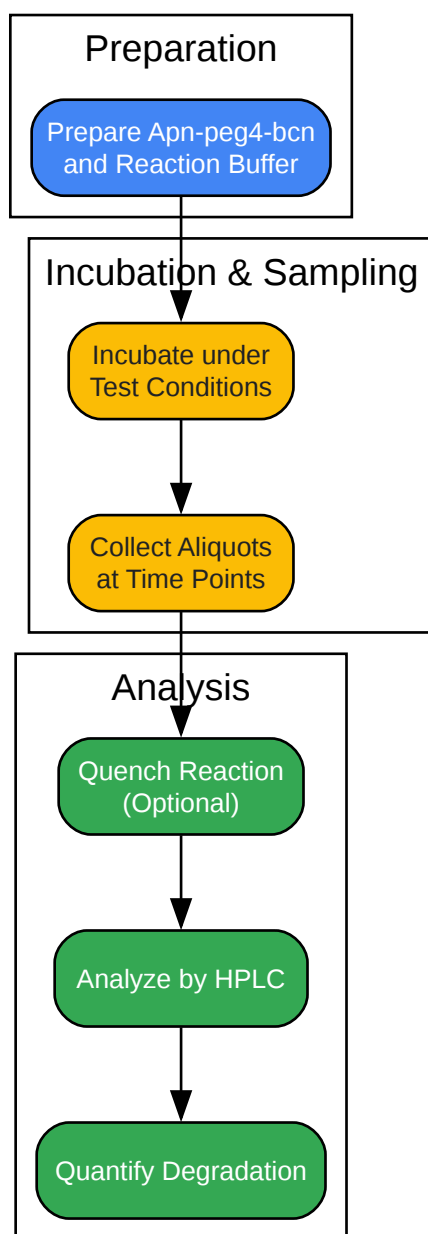 Preparation
Prepare Apn-peg4-bcn
and Reaction Buffer
Incubation & Sampling
Incubate under
Test Conditions
Collect Aliquots
at Time Points
Analysis
Quench Reaction
(Optional)
Analyze by HPLC
Quantify Degradation